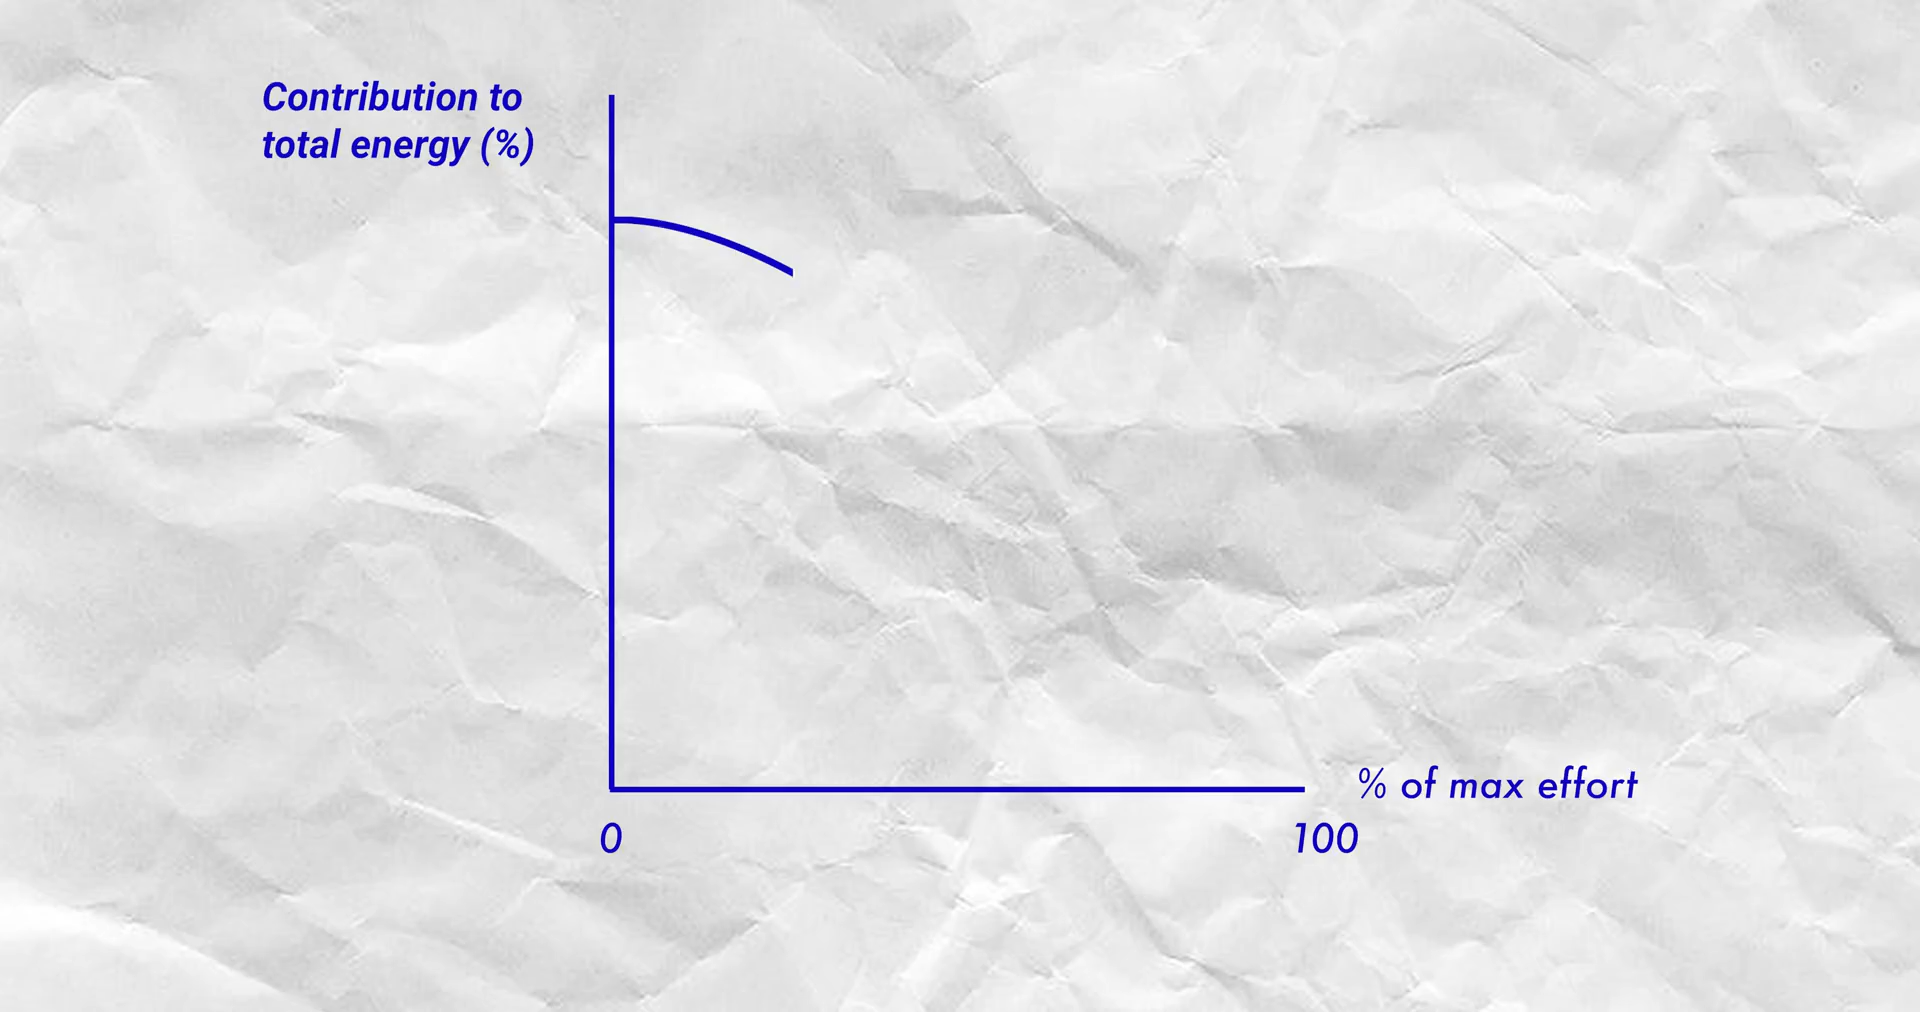 Contribution to
total energy (%)
% of max effort
0
100